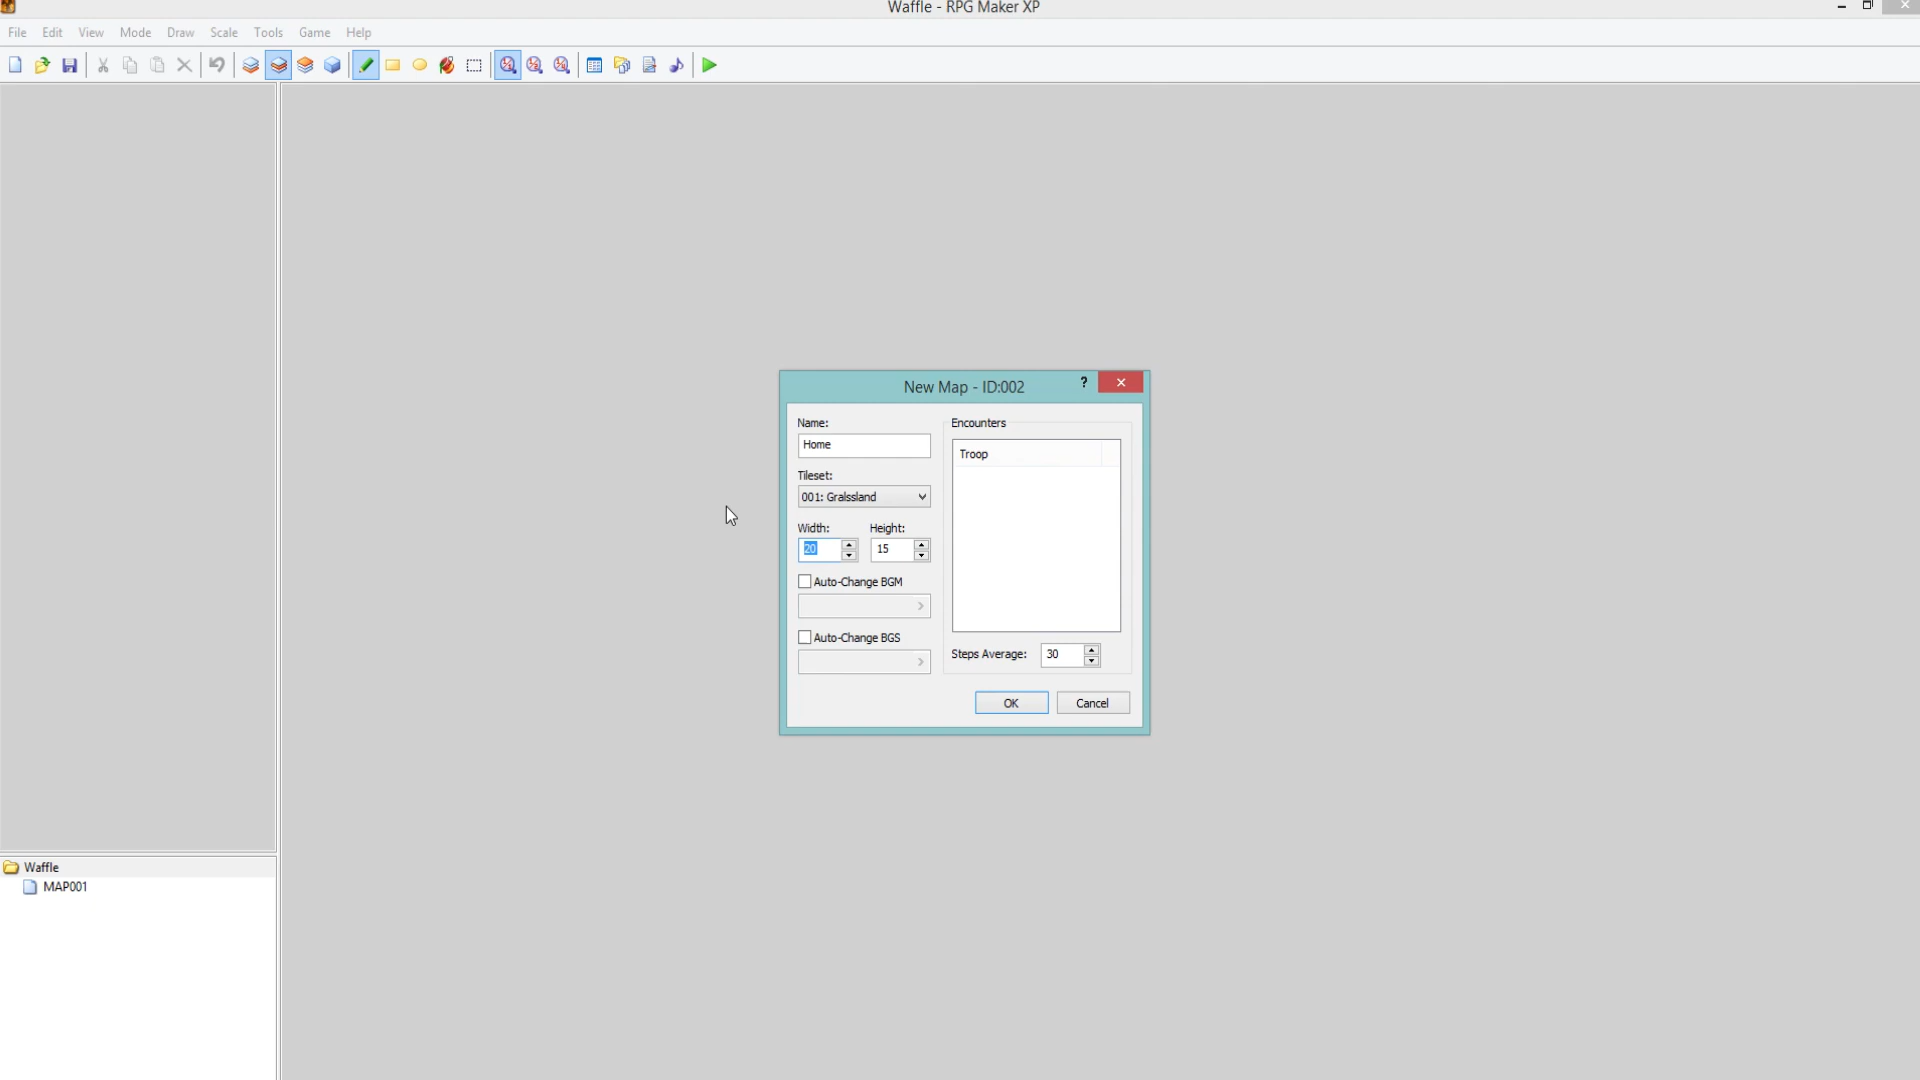 Waffle - RPG Maker XP
File Edit View Mode Draw Scale Tools Game Help
New Map - ID:002
Name:
Home
Tileset:
001: Gralssland
Width: Height:
20 15
Auto-Change BGM
Auto-Change BGS
Encounters
Troop
Steps Average: 30
OK Cancel
Waffle
MAP001